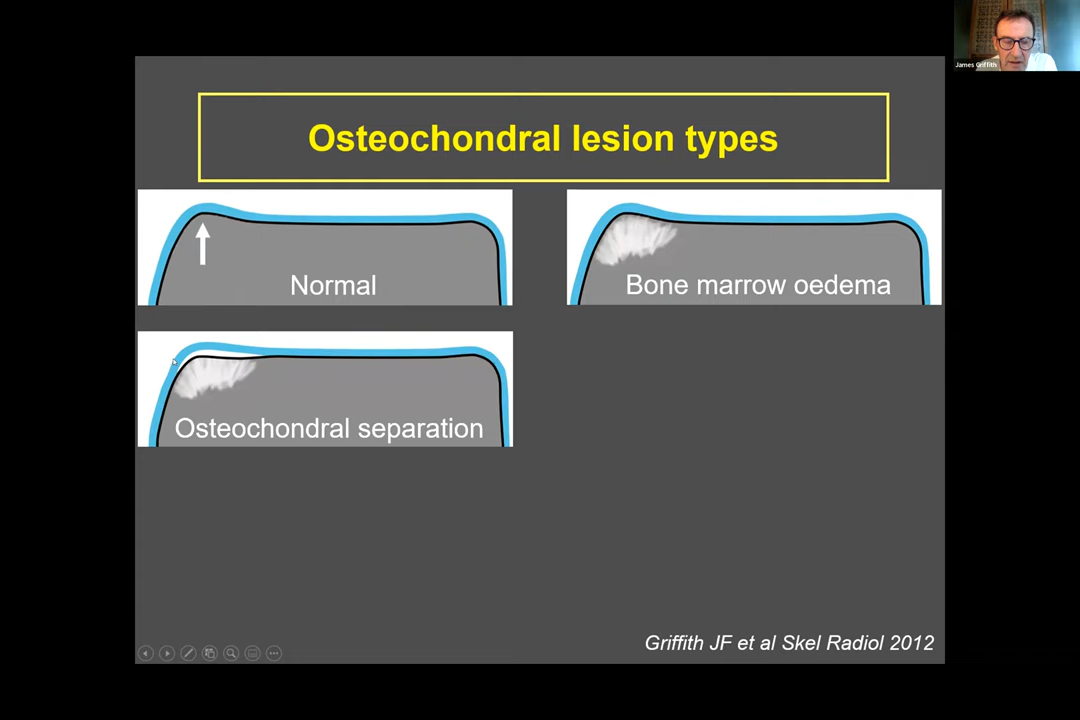 James Griffith
Osteochondral lesion types
Normal
Bone marrow oedema
Osteochondral separation
Griffith JF et al Skel Radiol 2012